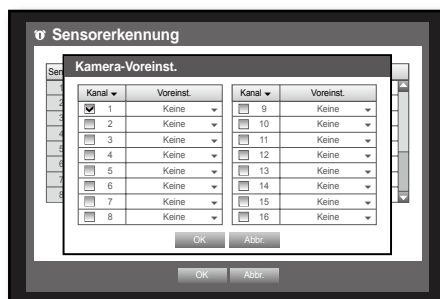 Sensorerkennung
Sen
Kamera-Voreinst.
Kanal Voreinst. Kanal Voreinst.
1 Keine 9 Keine
2 Keine 10 Keine
3 Keine 11 Keine
4 Keine 12 Keine
5 Keine 13 Keine
6 Keine 14 Keine
7 Keine 15 Keine
8 Keine 16 Keine
OK Abbr.
OK Abbr.